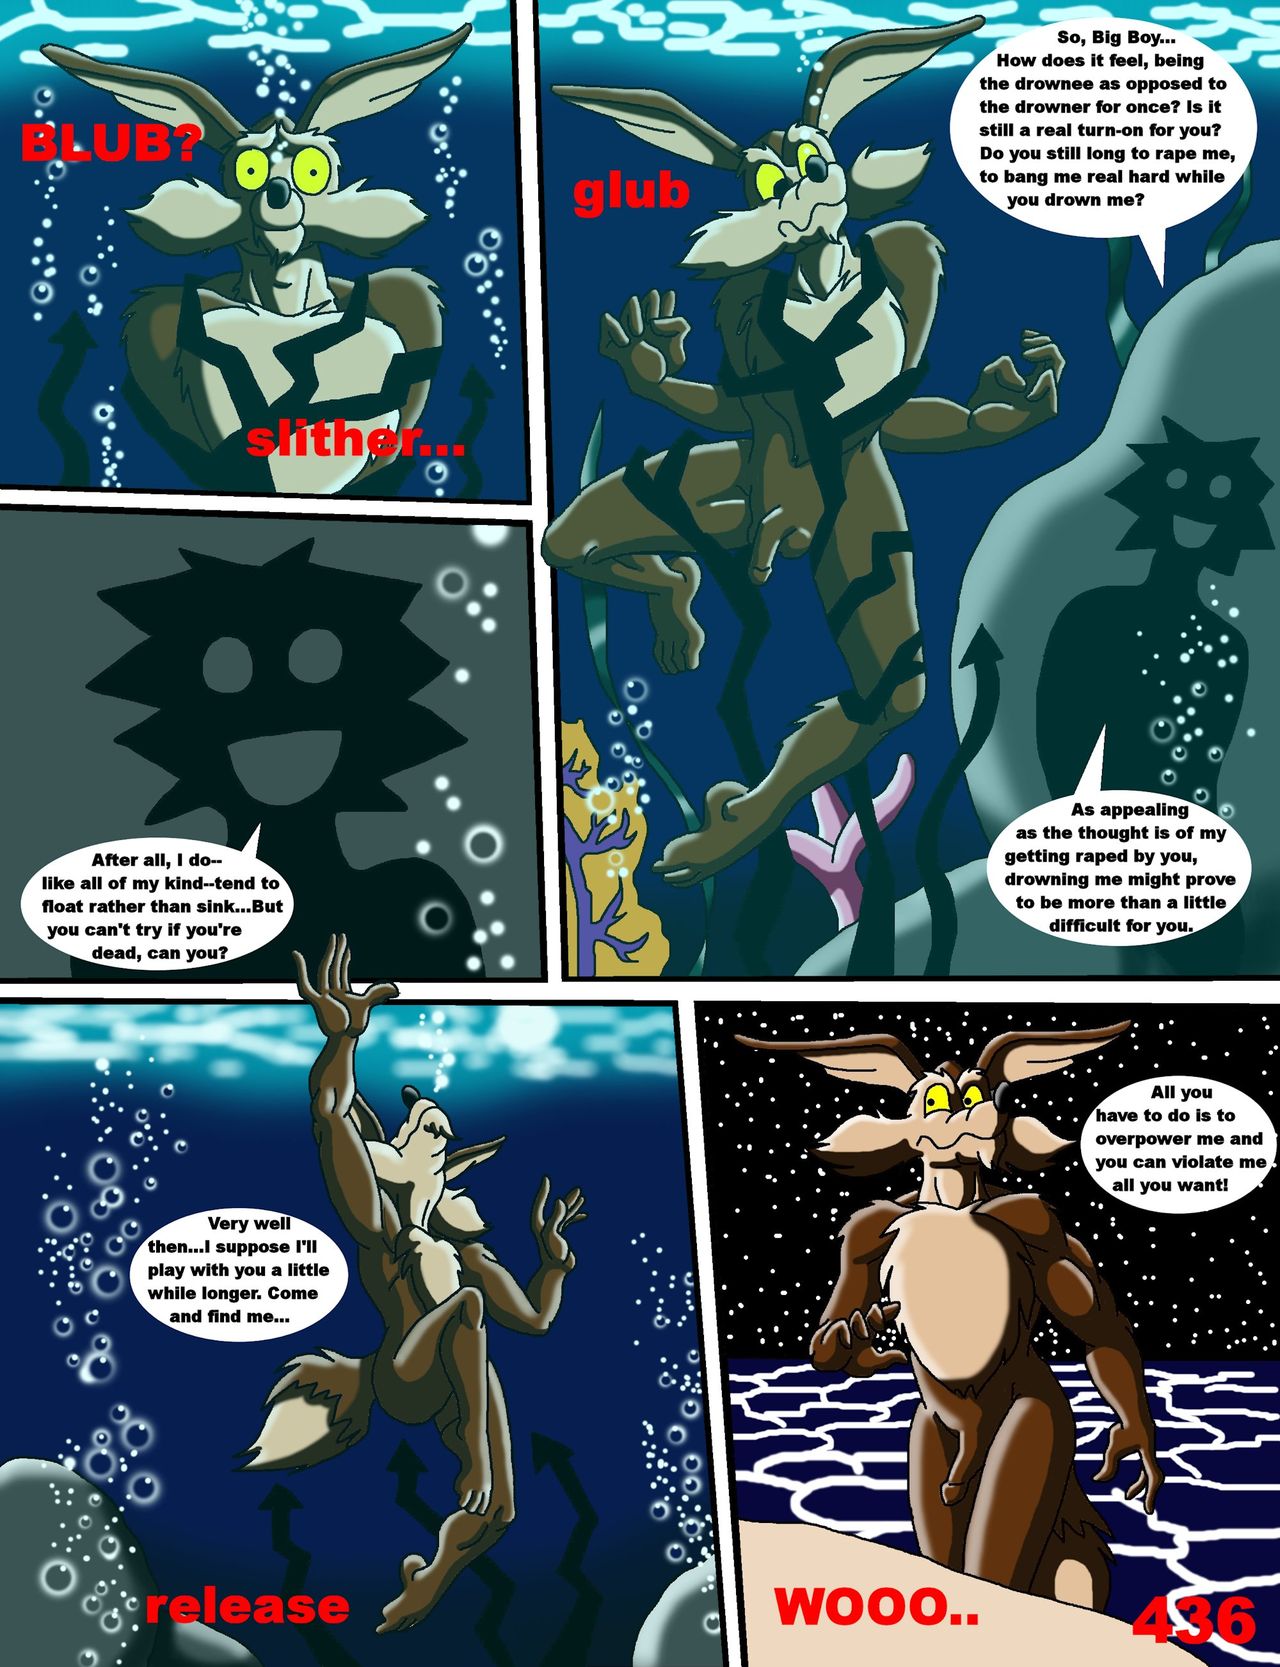 BLUB?
slither...
glub
So, Big Boy...
How does it feel, being
the drownee as opposed to
the drowner for once? Is it
still a real turn-on for you?
Do you still long to rape me,
to bang me real hard while
you drown me?
As appealing
as the thought is of my
getting raped by you,
drowning me might prove
to be more than a little
difficult for you.
After all, I do--
like all of my kind--tend to
float rather than sink...But
you can't try if you're
dead, can you?
Very well
then...I suppose I'll
play with you a little
while longer. Come
and find me...
release
All you
have to do is to
overpower me and
you can violate me
all you want!
WOOO..
436